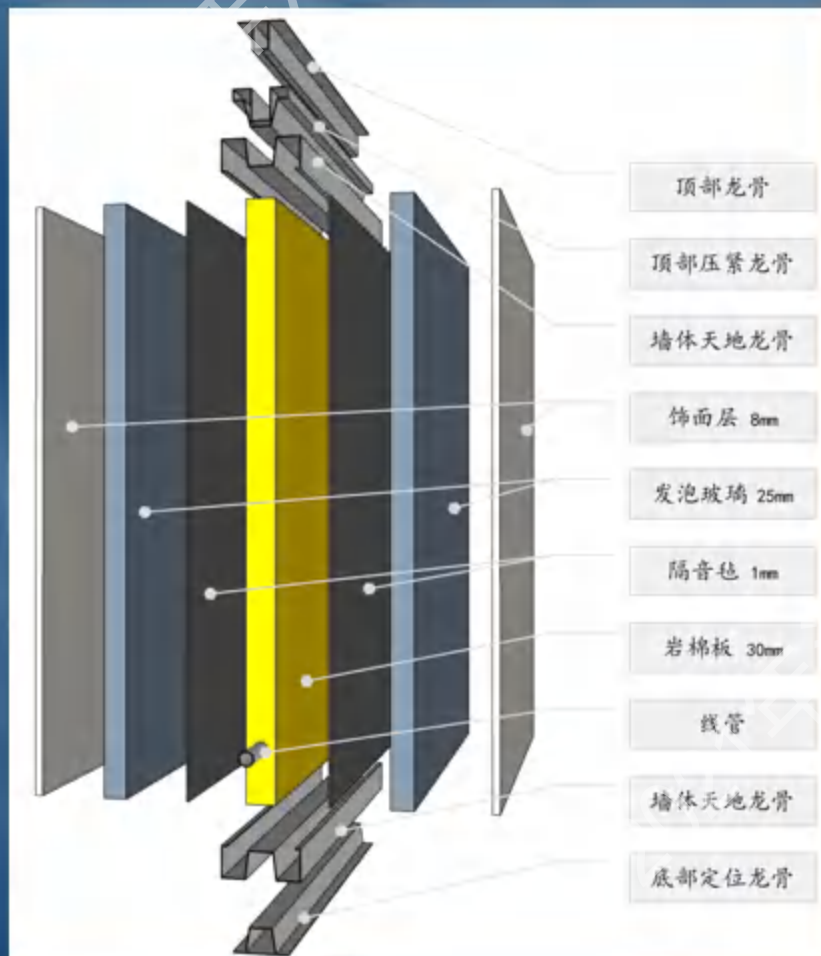 顶部龙骨
顶部压紧龙骨
墙体天地龙骨
饰面层 8mm
发泡玻璃 25mm
隔音毡 1mm
岩棉板 30mm
线管
墙体天地龙骨
底部定位龙骨